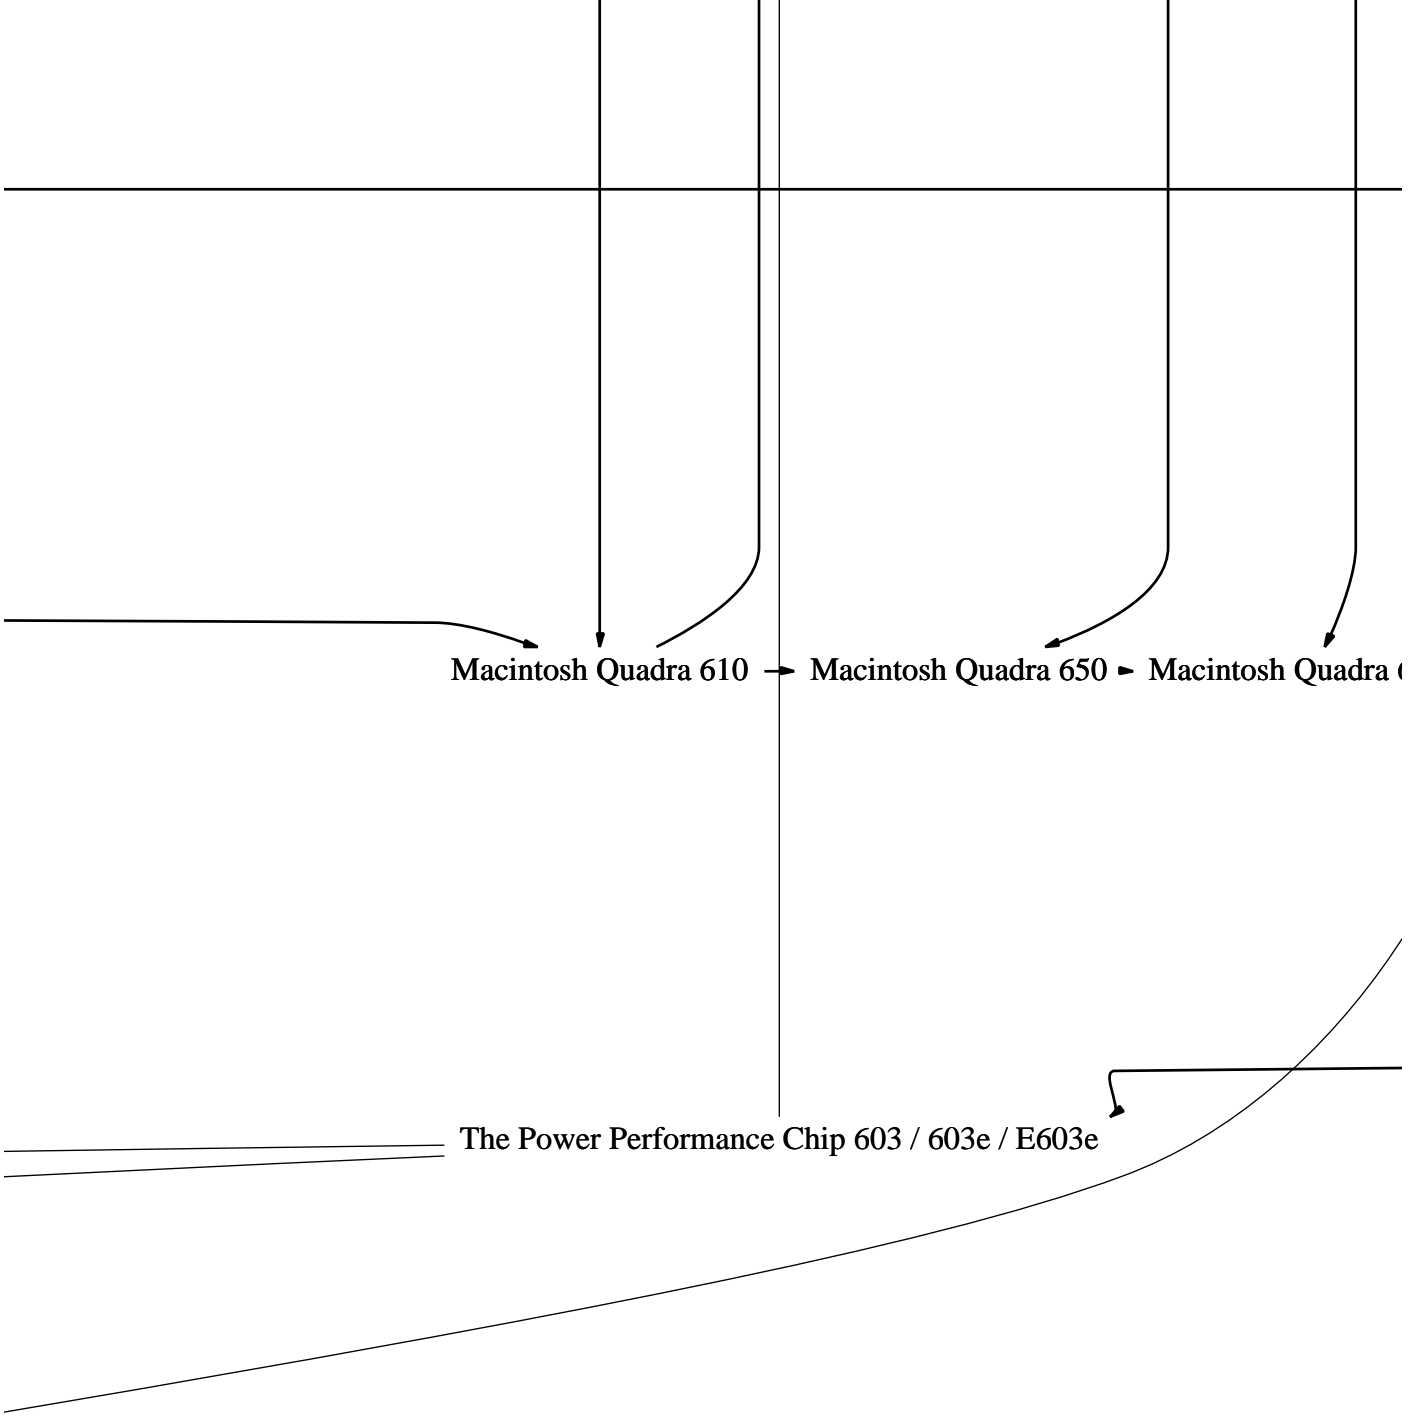 Macintosh Quadra 610
Macintosh Quadra 650
Macintosh Quadra
The Power Performance Chip 603 / 603e / E603e